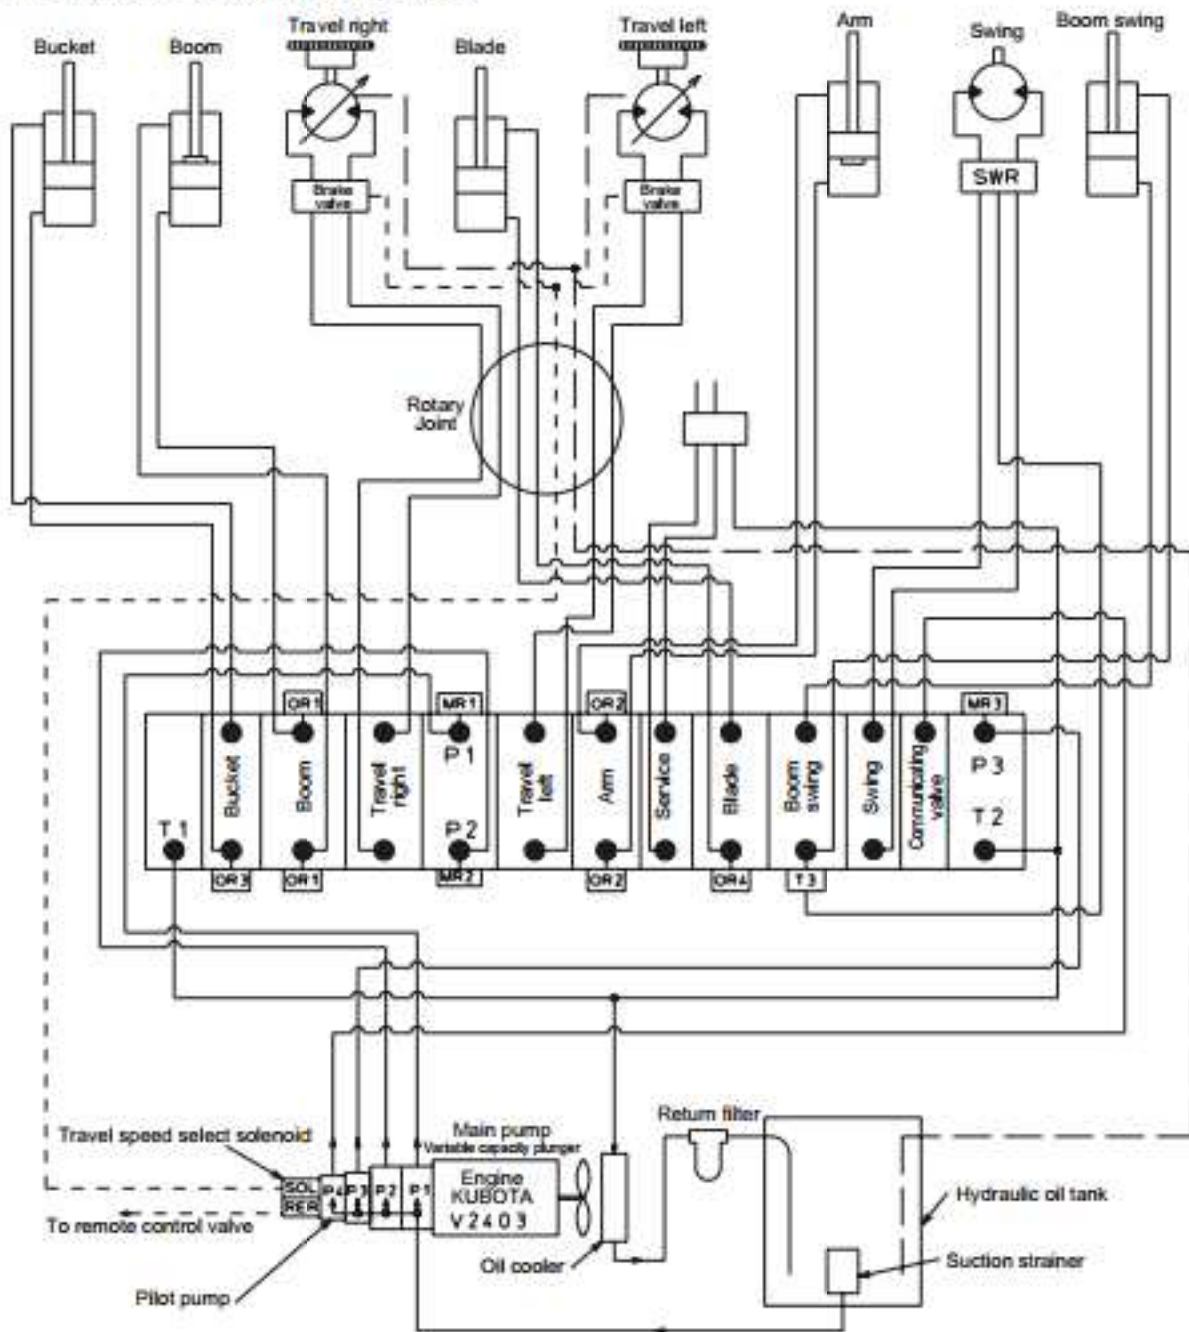 Bucket
Boom
Travel right
Blade
Travel left
Arm
Swing
Boom swing
Brake
valve
Brake
valve
SWR
Rotary
Joint
OR1
MR1
OR2
MR3
T1
Bucket
Boom
Travel
right
P1
P2
Travel
left
Arm
Service
Blade
Boom
swing
Swing
Communicating
valve
P3
T2
OR3
OR1
MR2
OR2
OR4
T3
Travel speed select solenoid
Main pump
Variable capacity plunger
Return filter
SOL
RER
P4
P3
P2
P1
Engine
KUBOTA
V2403
Hydraulic oil tank
To remote control valve
Oil cooler
Suction strainer
Pilot pump